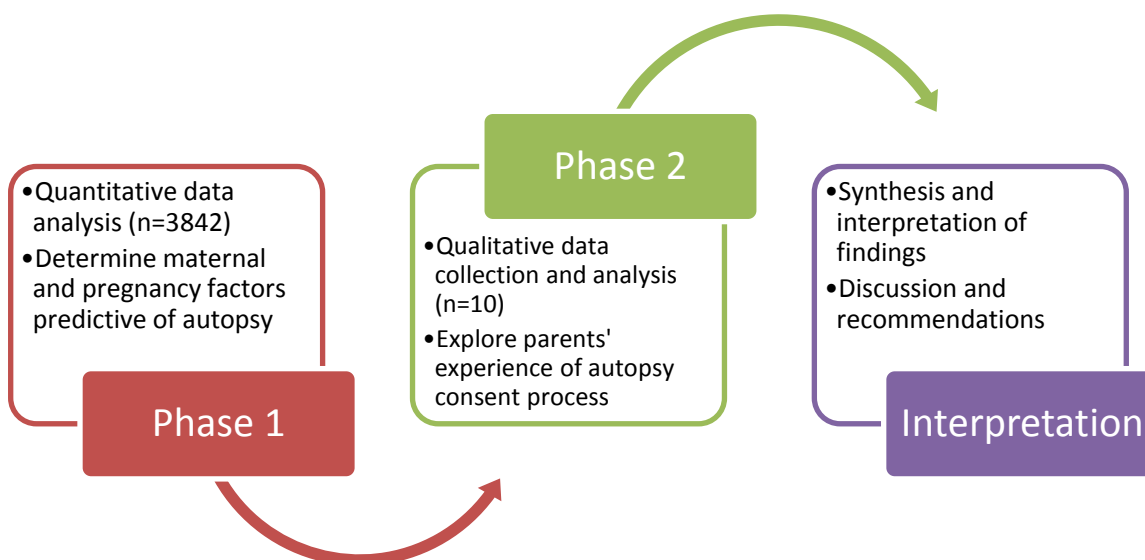 •Quantitative data
analysis (n=3842)
•Determine maternal
and pregnancy factors
predictive of autopsy
Phase 1
Phase 2
•Qualitative data
collection and analysis
(n=10)
•Explore parents'
experience of autopsy
consent process
•Synthesis and
interpretation of
findings
•Discussion and
recommendations
Interpretation